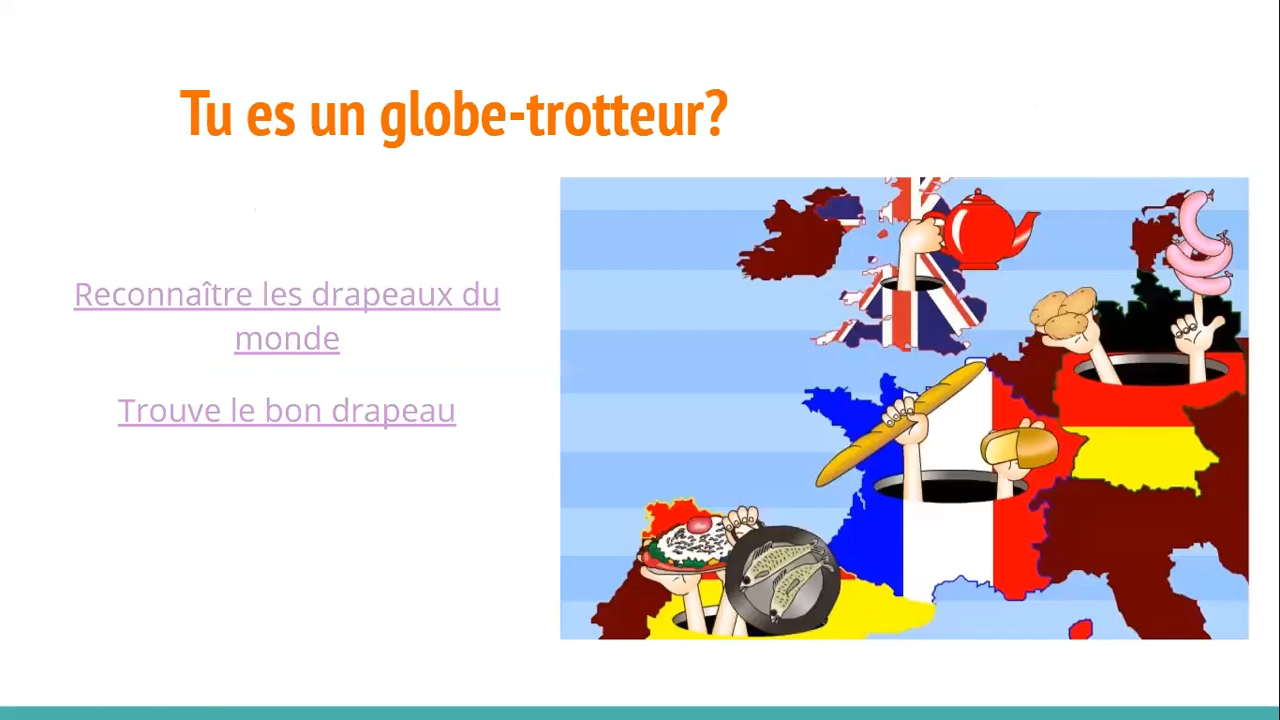 Tu es un globe-trotteur?
Reconnaître les drapeaux du
monde
Trouve le bon drapeau